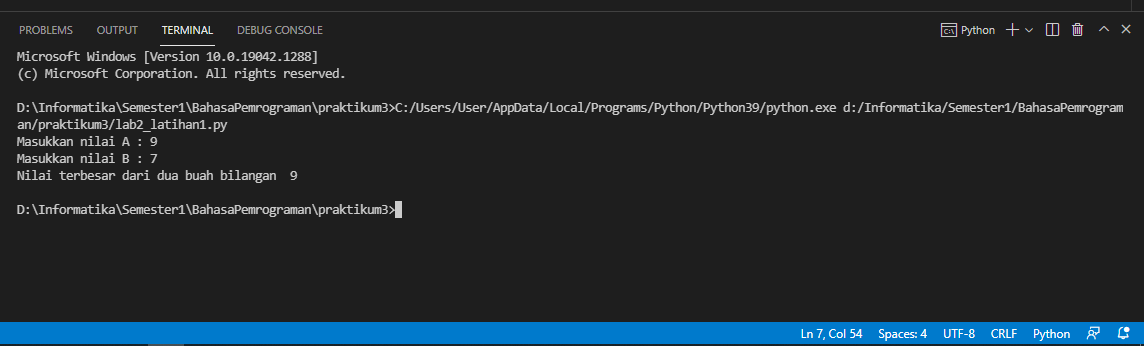 PROBLEMS OUTPUT TERMINAL DEBUG CONSOLE Python
Microsoft Windows [Version 10.0.19042.1288]
(c) Microsoft Corporation. All rights reserved.
D:\Informatika\Semester1\BahasaPemrograman\praktikum3>C:/Users/User/AppData/Local/Programs/Python/Python39/python.exe d:/Informatika/Semester1/BahasaPemrogram
an/praktikum3/lab2_latihan1.py
Masukkan nilai A : 9
Masukkan nilai B : 7
Nilai terbesar dari dua buah bilangan  9
D:\Informatika\Semester1\BahasaPemrograman\praktikum3>
Ln 7, Col 54 Spaces: 4 UTF-8 CRLF Python